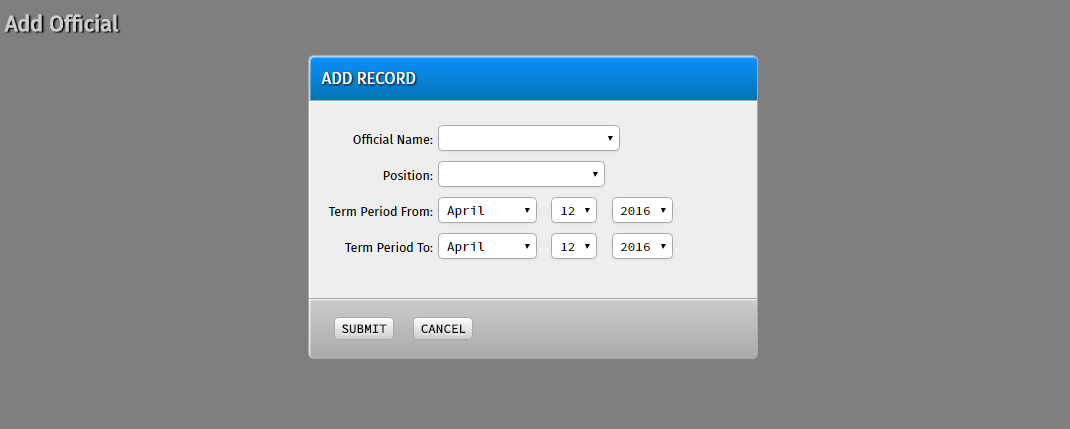 Add Official
ADD RECORD
Official Name:
Position:
Term Period From: April 12 2016
Term Period To: April 12 2016
SUBMIT CANCEL